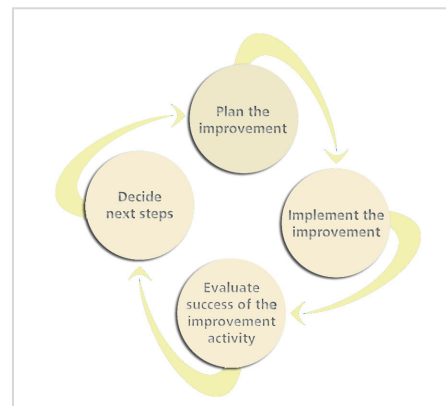 Plan the
improvement
Implement the
improvement
Evaluate
success of the
improvement
activity
Decide
next steps